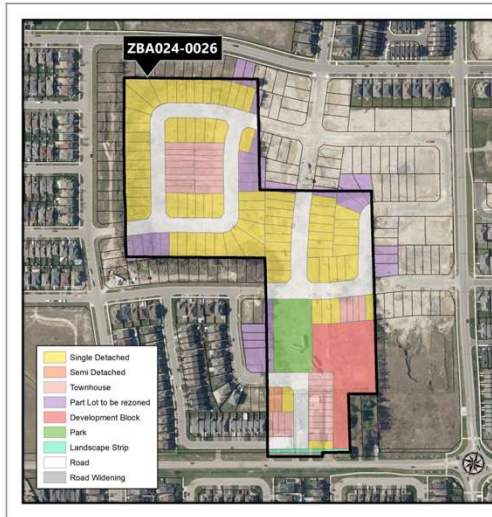 ZBA024-0026
Single Detached
Semi Detached
Townhouse
Part Lot to be rezoned
Development Block
Park
Landscape Strip
Road
Road Widening